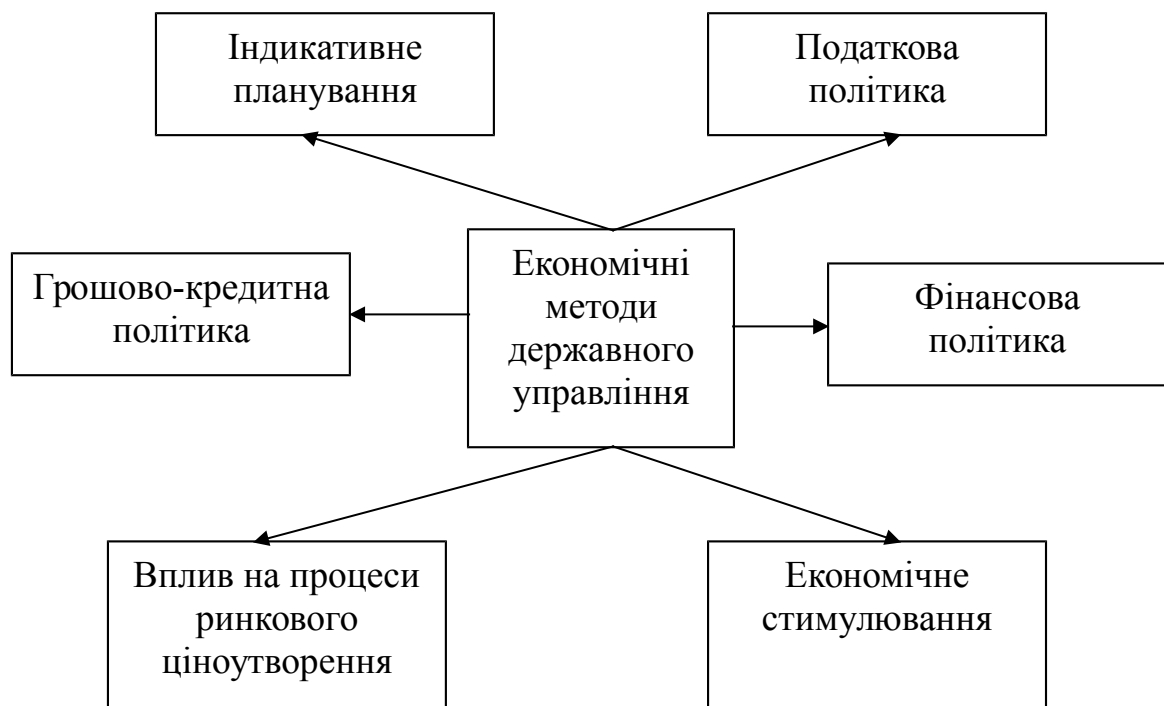 Індикативне
планування
Податкова
політика
Грошово-кредитна
політика
Економічні
методи
державного
управління
Фінансова
політика
Вплив на процеси
ринкового
ціноутворення
Економічне
стимулювання